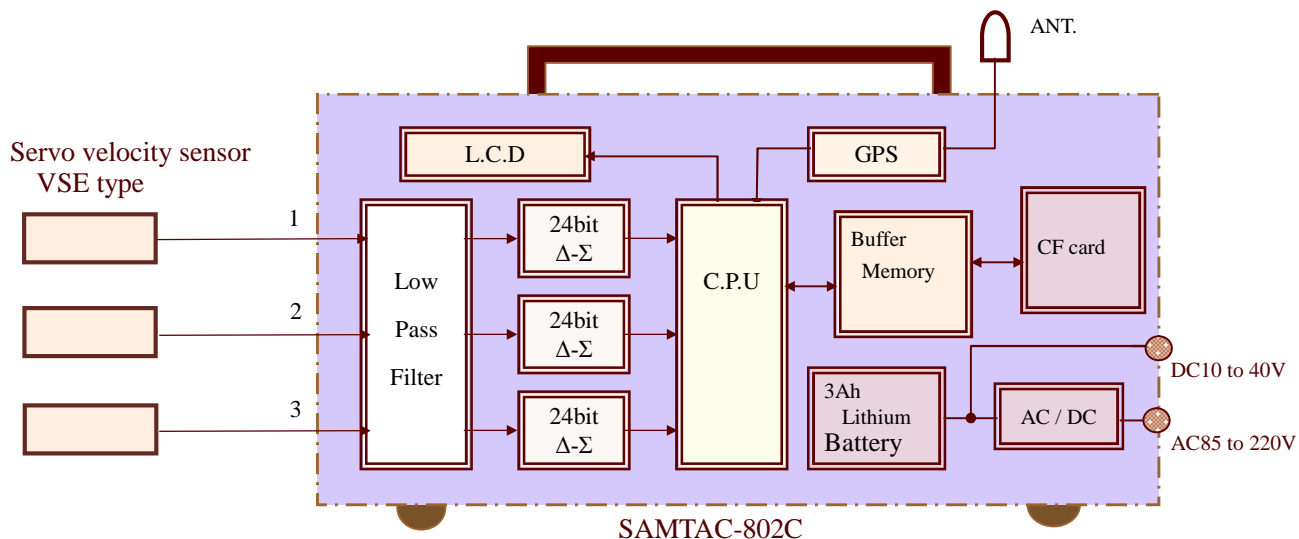 ANT.
Servo velocity sensor
VSE type
L.C.D
GPS
1
2
3
Low
Pass
Filter
24bit
Δ-Σ
24bit
Δ-Σ
24bit
Δ-Σ
C.P.U
Buffer
Memory
CF card
3Ah
Lithium
Battery
AC / DC
DC10 to 40V
AC85 to 220V
SAMTAC-802C